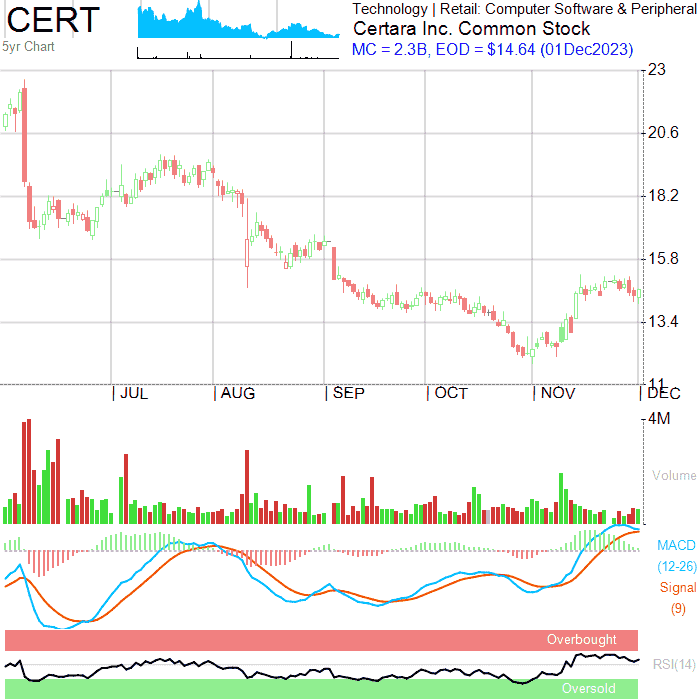 CERT
5yr Chart
Technology | Retail: Computer Software & Peripheral
Certara Inc. Common Stock
MC = 2.3B, EOD = $14.64 (01Dec2023)
23
20.6
18.2
15.8
13.4
11
| JUL | AUG | SEP | OCT | NOV | DEC
4M
Volume
MACD
(12-26)
Signal
(9)
Overbought
RSI(14)
Oversold